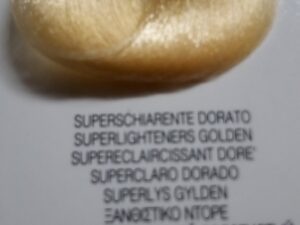 SUPERSCHIARENTE DORATO
SUPERLIGHTENERS GOLDEN
SUPERECLAIRCISSANT DORE'
SUPERCLARO DORADO
SUPERLYS GYLDEN
ΞΑΝΘΙΣΤΙΚΟ ΝΤΟΡΕ